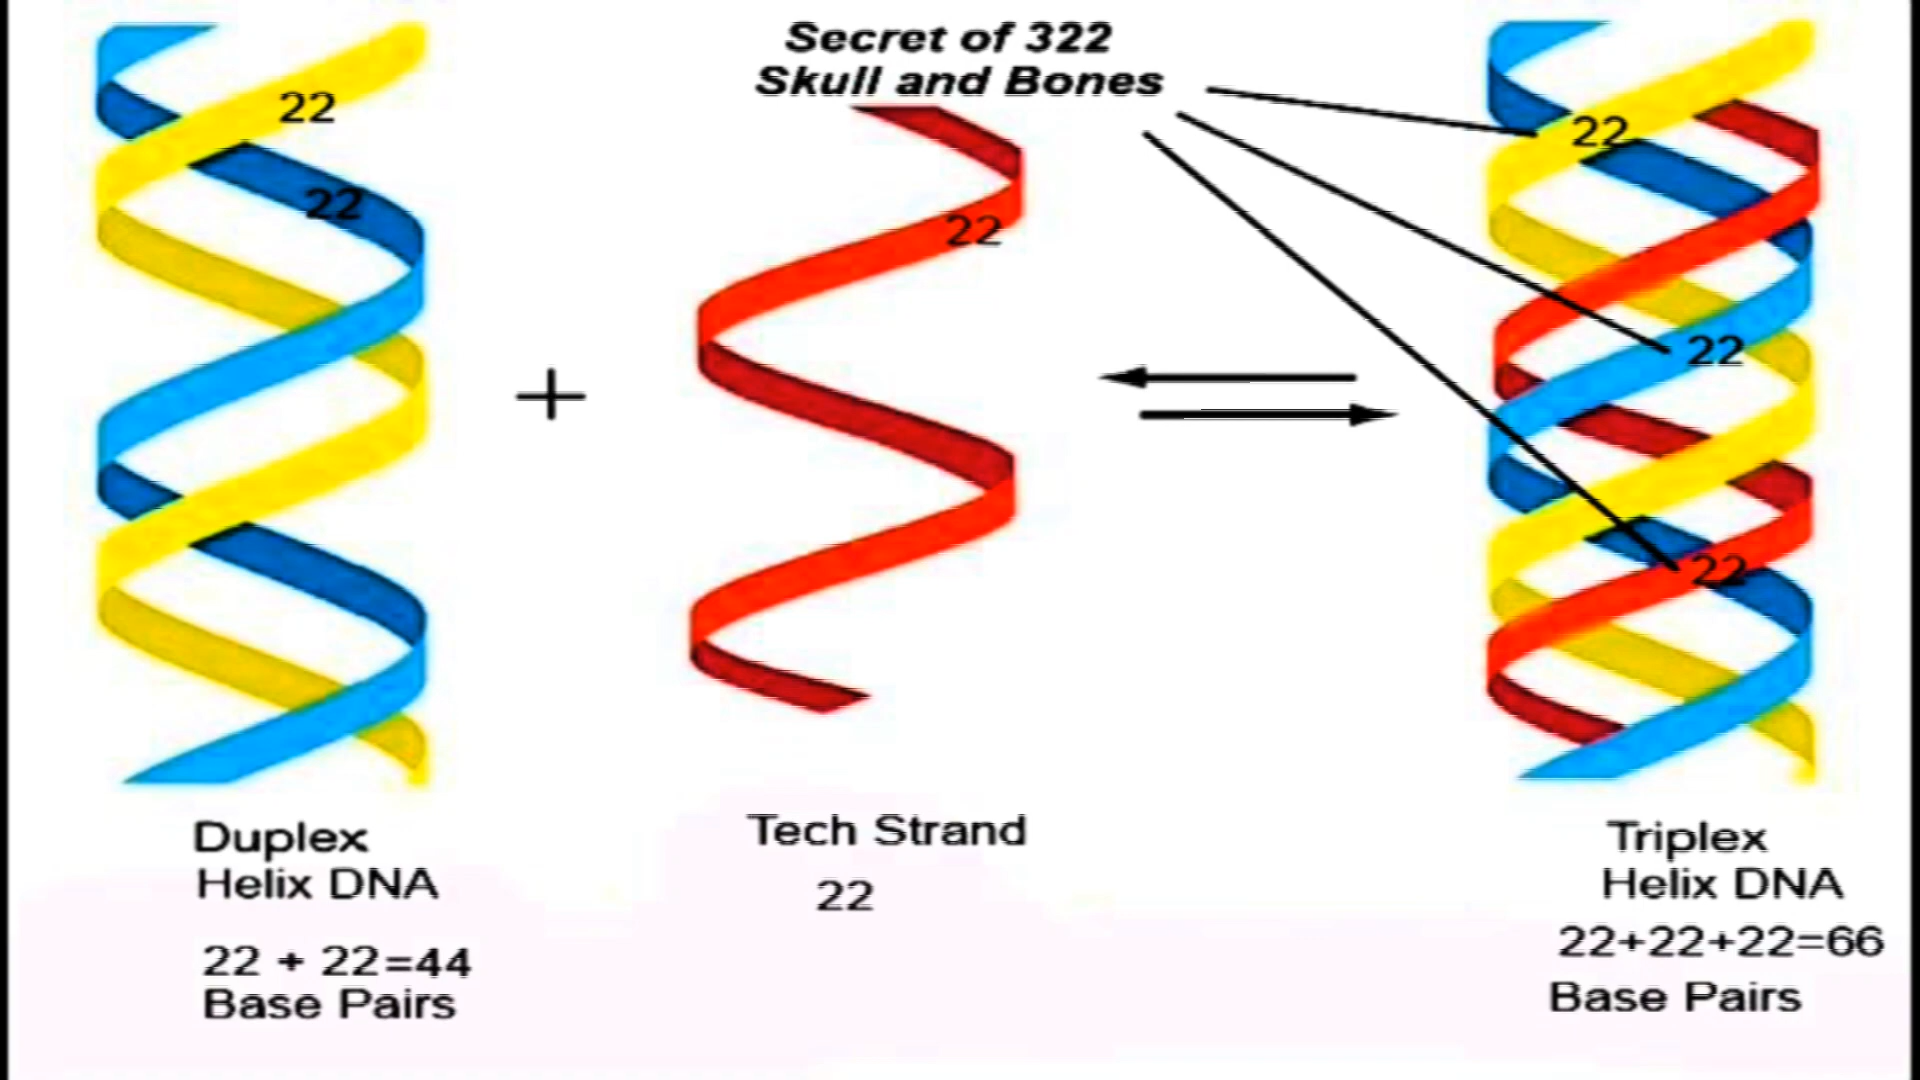 Secret of 322
Skull and Bones
22
22
22
22
22
22
Duplex
Helix DNA
22 + 22=44
Base Pairs
Tech Strand
22
Triplex
Helix DNA
22+22+22=66
Base Pairs